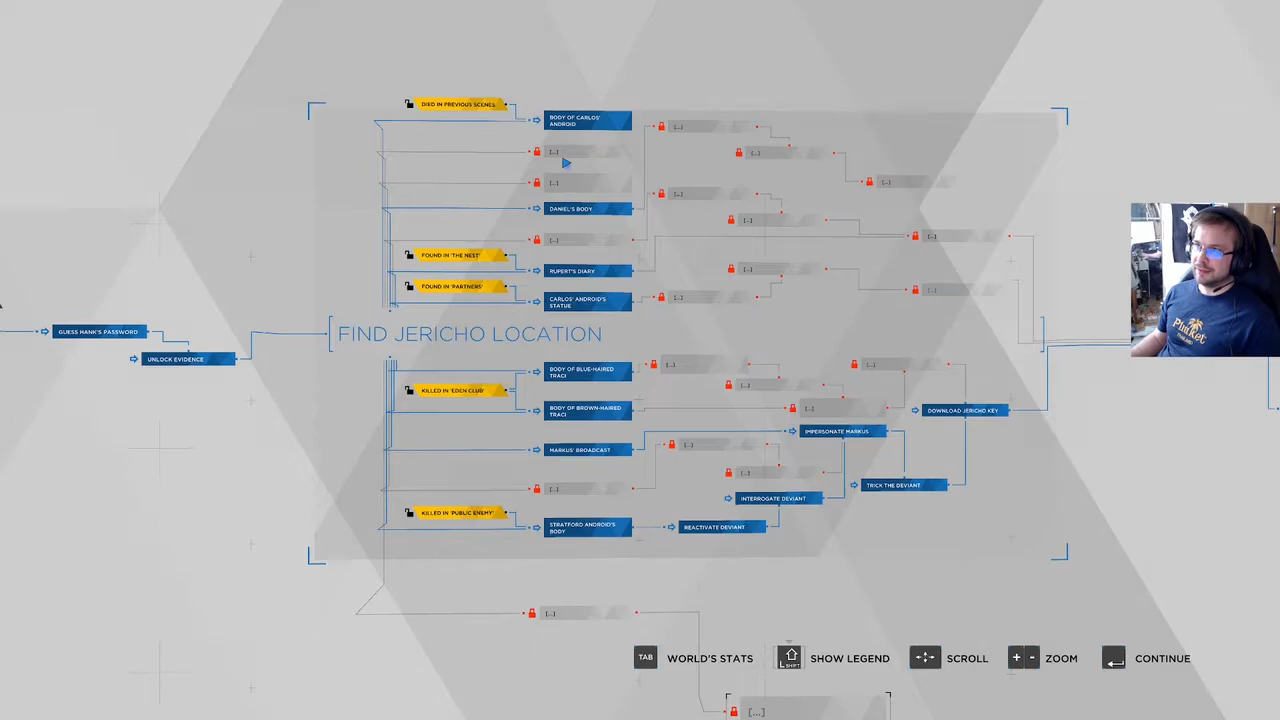 DIED IN PREVIOUS SCENES
BODY OF CARLOS'
ANDROID
[...]
[...]
[...]
[...]
[...]
DANIEL'S BODY
[...]
[...]
[...]
[...]
FOUND IN 'THE NEST'
RUPERT'S DIARY
[...]
FOUND IN 'PARTNERS'
CARLOS' ANDROID'S
STATUE
[...]
[...]
GUESS HANK'S PASSWORD
UNLOCK EVIDENCE
FIND JERICHO LOCATION
BODY OF BLUE-HAIRED
TRACI
[...]
[...]
KILLED IN 'EDEN CLUB'
[...]
BODY OF BROWN-HAIRED
TRACI
[...]
DOWNLOAD JERICHO KEY
IMPERSONATE MARKUS
MARKUS' BROADCAST
[...]
[...]
TRICK THE DEVIANT
[...]
INTERROGATE DEVIANT
KILLED IN 'PUBLIC ENEMY'
STRATFORD ANDROID'S
BODY
REACTIVATE DEVIANT
[...]
TAB WORLD'S STATS
L SHIFT SHOW LEGEND
SCROLL
+ - ZOOM
CONTINUE
[...]
PHUKET